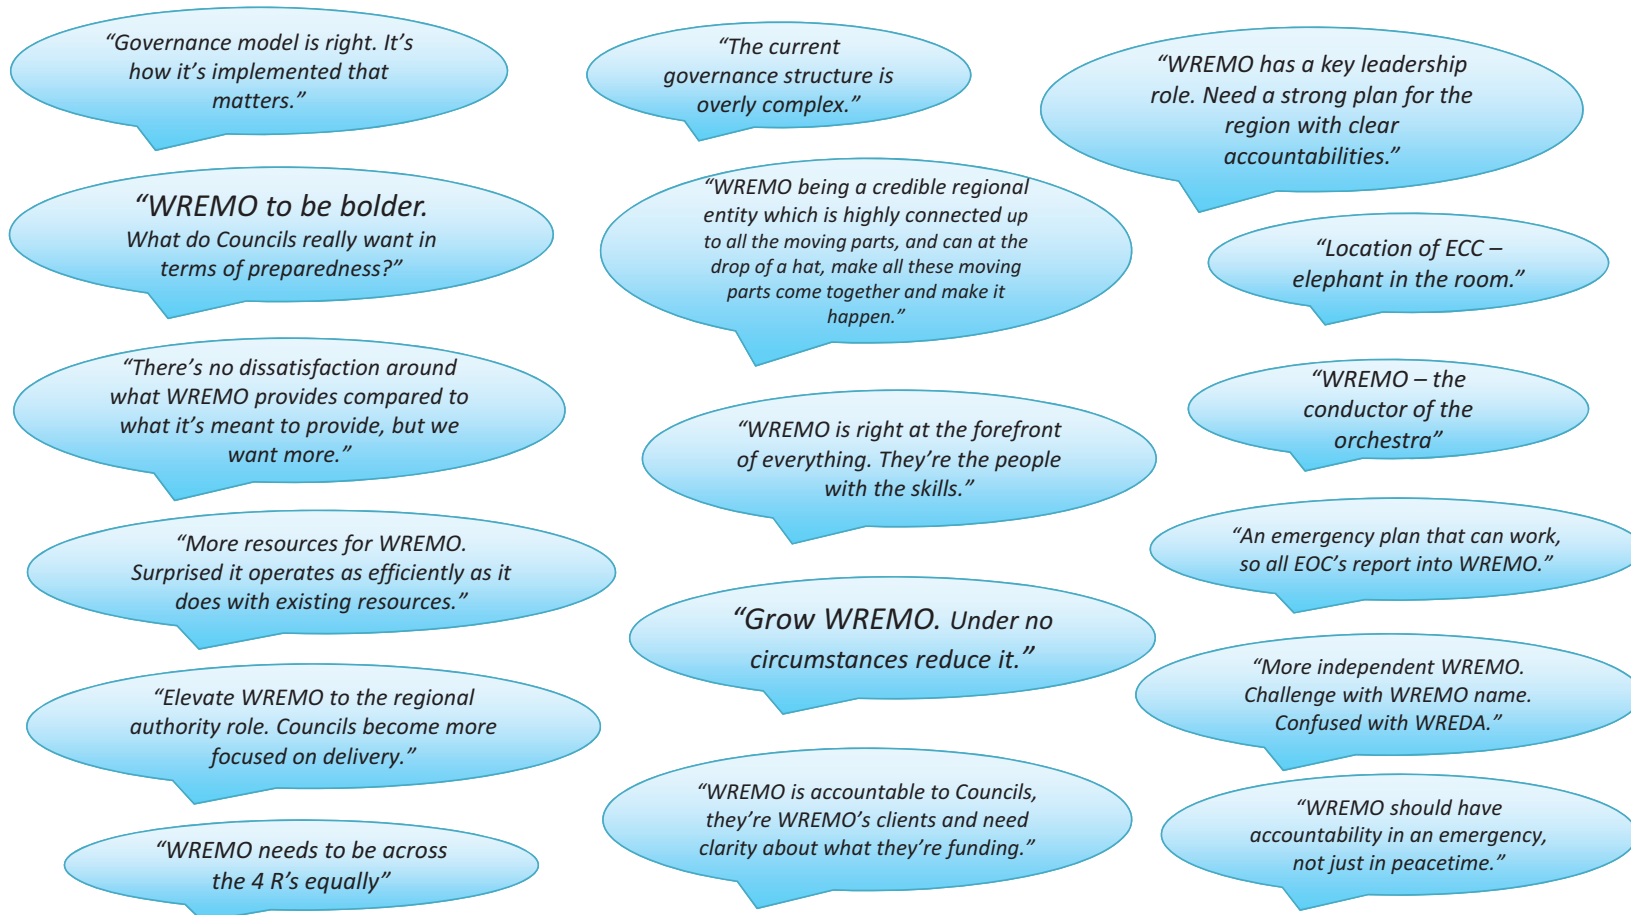 “Governance model is right. It’s
how it’s implemented that
matters.”
“WREMO to be bolder.
What do Councils really want in
terms of preparedness?”
“There’s no dissatisfaction around
what WREMO provides compared to
what it’s meant to provide, but we
want more.”
“More resources for WREMO.
Surprised it operates as efficiently as it
does with existing resources.”
“Elevate WREMO to the regional
authority role. Councils become more
focused on delivery.”
“WREMO needs to be across
the 4 R’s equally”
“The current
governance structure is
overly complex.”
“WREMO being a credible regional
entity which is highly connected up
to all the moving parts, and can at the
drop of a hat, make all these moving
parts come together and make it
happen.”
“WREMO is right at the forefront
of everything. They’re the people
with the skills.”
“Grow WREMO. Under no
circumstances reduce it.”
“WREMO is accountable to Councils,
they’re WREMO’s clients and need
clarity about what they’re funding.”
“WREMO has a key leadership
role. Need a strong plan for the
region with clear
accountabilities.”
“Location of ECC –
elephant in the room.”
“WREMO – the
conductor of the
orchestra”
“An emergency plan that can work,
so all EOC’s report into WREMO.”
“More independent WREMO.
Challenge with WREMO name.
Confused with WREDA.”
“WREMO should have
accountability in an emergency,
not just in peacetime.”